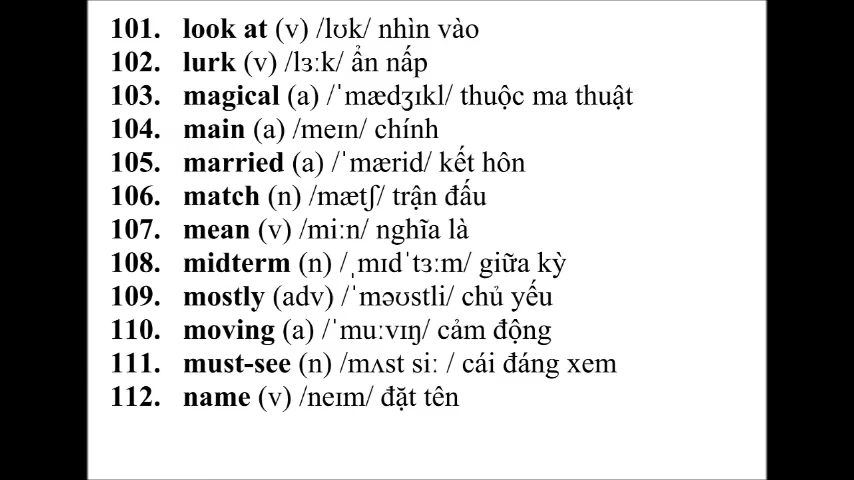 101. look at (v) /lʊk/ nhìn vào
102. lurk (v) /lɜːk/ ẩn nấp
103. magical (a) /ˈmædʒɪkl/ thuộc ma thuật
104. main (a) /meɪn/ chính
105. married (a) /ˈmærid/ kết hôn
106. match (n) /mætʃ/ trận đấu
107. mean (v) /miːn/ nghĩa là
108. midterm (n) /ˌmɪdˈtɜːm/ giữa kỳ
109. mostly (adv) /ˈməʊstli/ chủ yếu
110. moving (a) /ˈmuːvɪŋ/ cảm động
111. must-see (n) /mʌst siː / cái đáng xem
112. name (v) /neɪm/ đặt tên